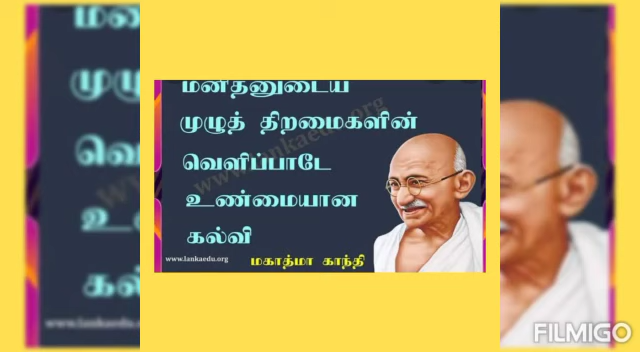 மனிதனுடைய
முழுத் திறமைகளின்
வெளிப்பாடே
உண்மையான
கல்வி
www.lankaedu.org
மகாத்மா காந்தி
FILMIGO